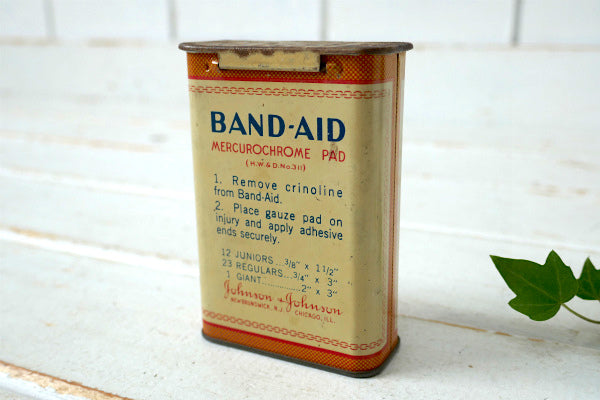 BAND-AID
MERCUROCHROME PAD
(H.W.& D. No.311)
1. Remove crinoline
from Band-Aid.
2. Place gauze pad on
injury and apply adhesive
ends securely.
12 JUNIORS...3/8" x 1 1/2"
23 REGULARS...3/4" x 3"
1 GIANT..............2" x 3"
Johnson & Johnson
NEW BRUNSWICK, N.J. CHICAGO, ILL.